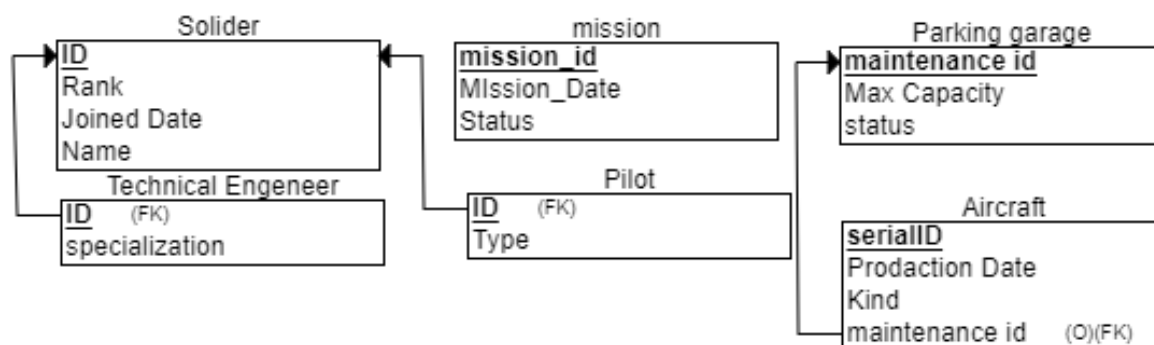 Solider
ID
Rank
Joined Date
Name
mission
mission_id
MIssion_Date
Status
Parking garage
maintenance id
Max Capacity
status
Technical Engeneer
ID (FK)
specialization
Pilot
ID (FK)
Type
Aircraft
serialID
Prodaction Date
Kind
maintenance id (O)(FK)